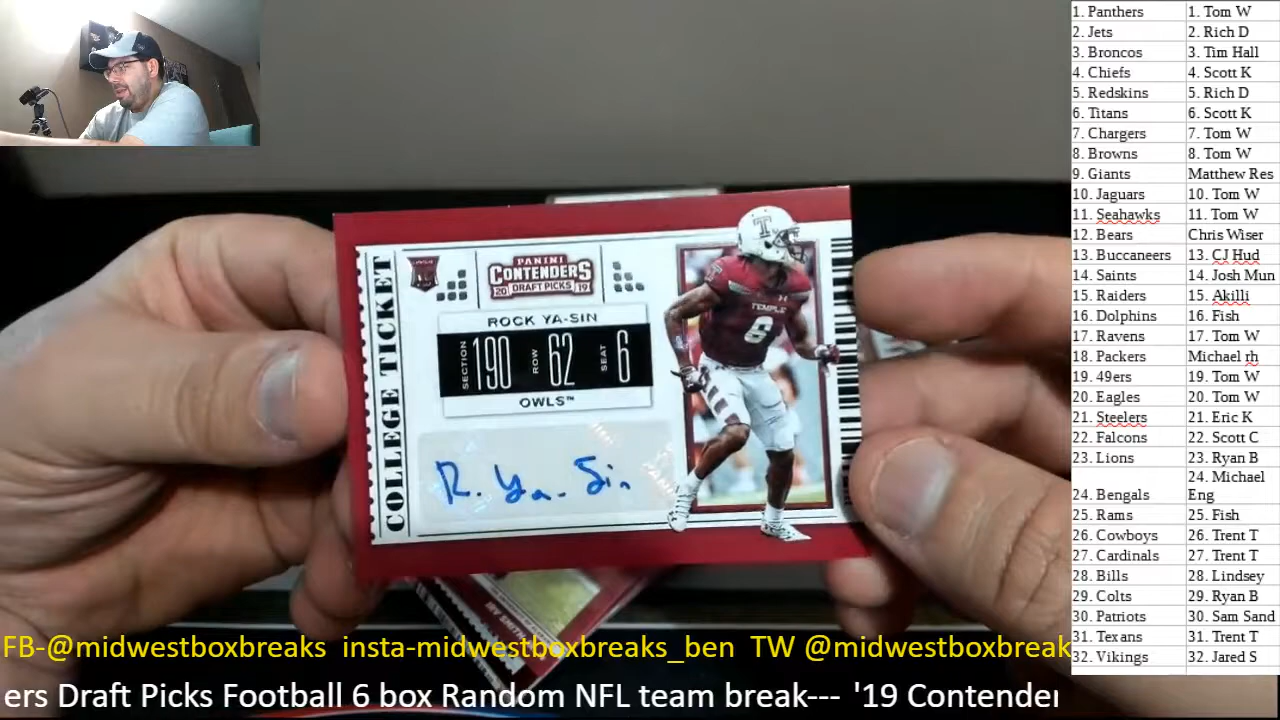 COLLEGE TICKET
PANINI
CONTENDERS
20 DRAFT PICKS 19
ROCK YA-SIN
SECTION 190 ROW 62 SEAT 6
OWLS™
R. Ya-Sin
T
TEMPLE
6
1. Panthers 1. Tom W
2. Jets 2. Rich D
3. Broncos 3. Tim Hall
4. Chiefs 4. Scott K
5. Redskins 5. Rich D
6. Titans 6. Scott K
7. Chargers 7. Tom W
8. Browns 8. Tom W
9. Giants Matthew Res
10. Jaguars 10. Tom W
11. Seahawks 11. Tom W
12. Bears Chris Wiser
13. Buccaneers 13. CJ Hud
14. Saints 14. Josh Mun
15. Raiders 15. Akilli
16. Dolphins 16. Fish
17. Ravens 17. Tom W
18. Packers Michael rh
19. 49ers 19. Tom W
20. Eagles 20. Tom W
21. Steelers 21. Eric K
22. Falcons 22. Scott C
23. Lions 23. Ryan B
24. Bengals 24. Michael Eng
25. Rams 25. Fish
26. Cowboys 26. Trent T
27. Cardinals 27. Trent T
28. Bills 28. Lindsey
29. Colts 29. Ryan B
30. Patriots 30. Sam Sand
31. Texans 31. Trent T
32. Vikings 32. Jared S
FB-@midwestboxbreaks insta-midwestboxbreaks_ben TW @midwestboxbreak
ers Draft Picks Football 6 box Random NFL team break--- '19 Contender